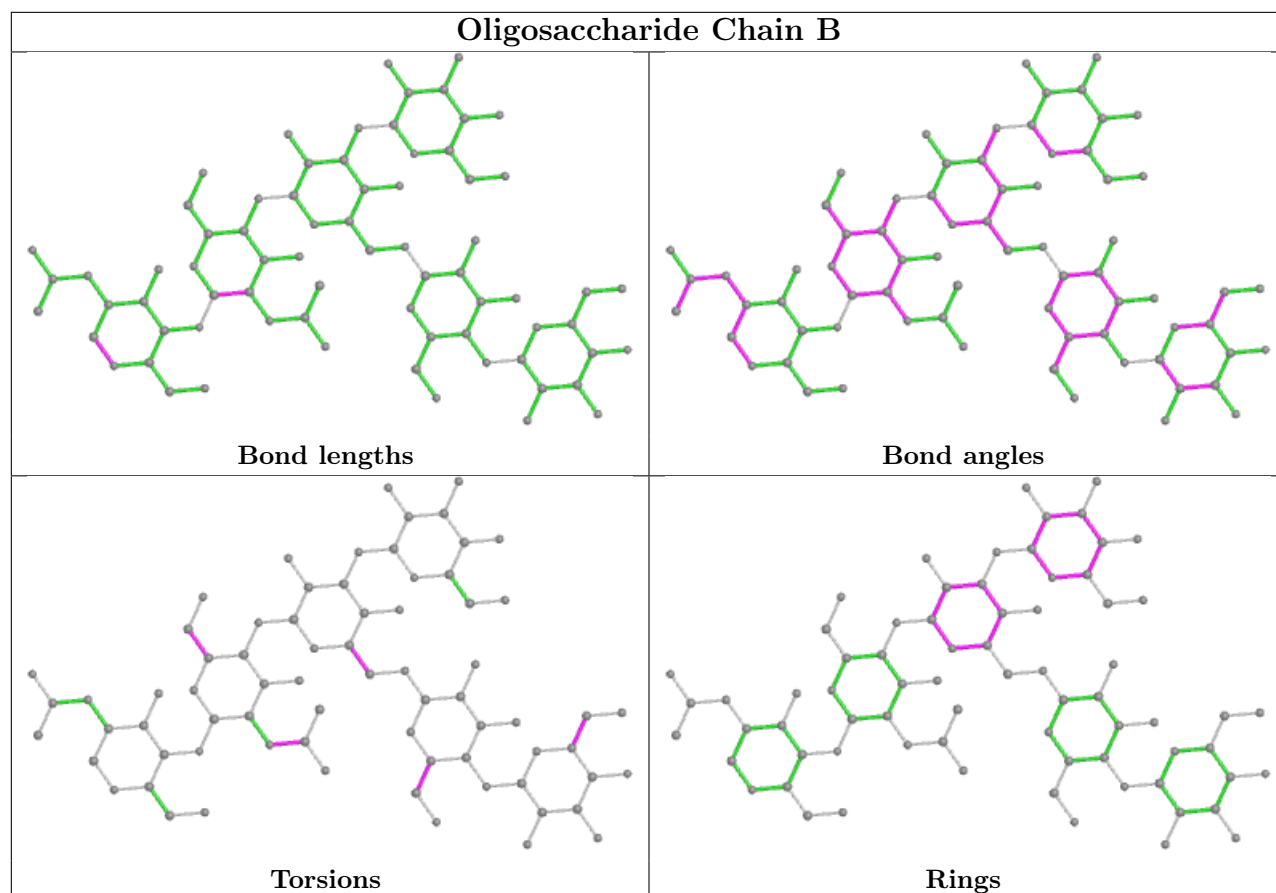 Oligosaccharide Chain B
Bond lengths
Bond angles
Torsions
Rings